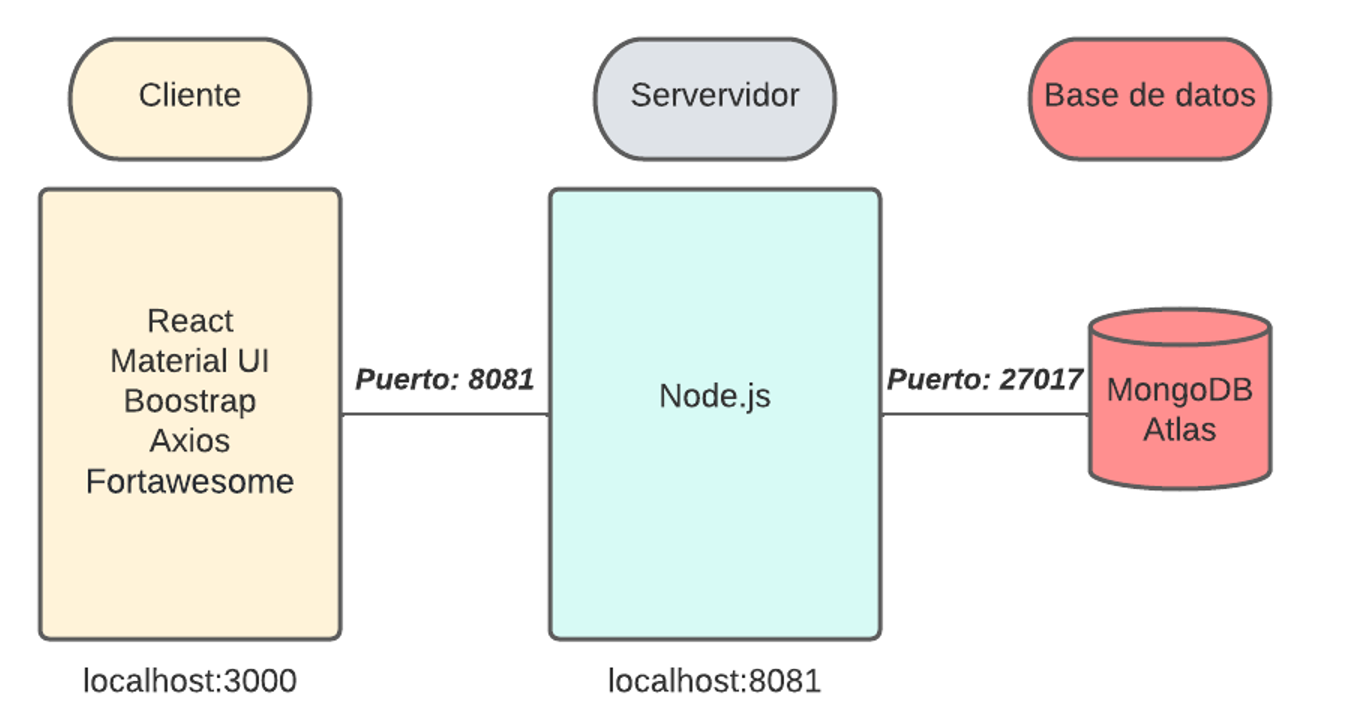 Cliente
Servervidor
Base de datos
React
Material UI
Boostrap
Axios
Fortawesome
Puerto: 8081
Node.js
Puerto: 27017
MongoDB
Atlas
localhost:3000
localhost:8081